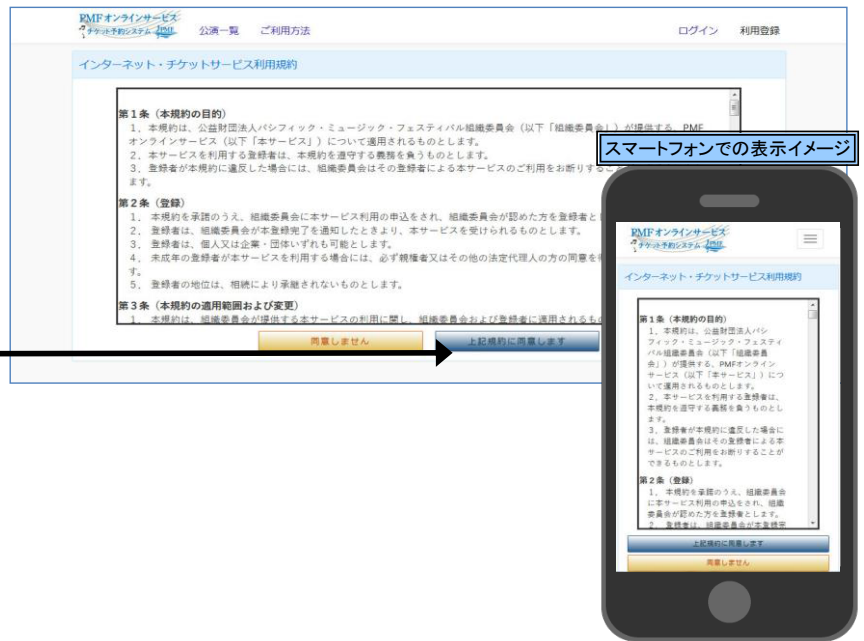 PMFオンラインサービス
チケット予約システム PMF
公演一覧 ご利用方法 ログイン 利用登録
インターネット・チケットサービス利用規約
第1条（本規約の目的）
1. 本規約は、公益財団法人パシフィック・ミュージック・フェスティバル組織委員会（以下「組織委員会」）が提供する、PMF
オンラインサービス（以下「本サービス」）について適用されるものとします。
2. 本サービスを利用する登録者は、本規約を遵守する義務を負うものとします。
3. 登録者が本規約に違反した場合には、組織委員会はその登録者による本サービスのご利用をお断りするこ
ます。
第2条（登録）
1. 本規約を承諾のうえ、組織委員会に本サービス利用の申込をされ、組織委員会が認めた方を登録者とし
2. 登録者は、組織委員会が本登録完了を通知したときより、本サービスを受けられるものとします。
3. 登録者は、個人又は企業・団体いずれも可能とします。
4. 未成年の登録者が本サービスを利用する場合には、必ず親権者又はその他の法定代理人の方の同意を得
す。
5. 登録者の地位は、相続により承継されないものとします。
第3条（本規約の適用範囲および変更）
1. 本規約は、組織委員会が提供する本サービスの利用に関し、組織委員会および登録者に適用されるもの
同意しません 上記規約に同意します
スマートフォンでの表示イメージ
PMFオンラインサービス
チケット予約システム PMF
インターネット・チケットサービス利用規約
第1条（本規約の目的）
1. 本規約は、公益財団法人パシ
フィック・ミュージック・フェスティ
バル組織委員会（以下「組織委員
会」）が提供する、PMFオンライン
サービス（以下「本サービス」）につ
いて適用されるものとします。
2. 本サービスを利用する登録者は、
本規約を遵守する義務を負うものとし
ます。
3. 登録者が本規約に違反した場合に
は、組織委員会はその登録者による本
サービスのご利用をお断りすることが
できるものとします。
第2条（登録）
1. 本規約を承諾のうえ、組織委員会
に本サービス利用の申込をされ、組織
委員会が認めた方を登録者とします。
2. 登録者は、組織委員会が本登録完
上記規約に同意します
同意しません